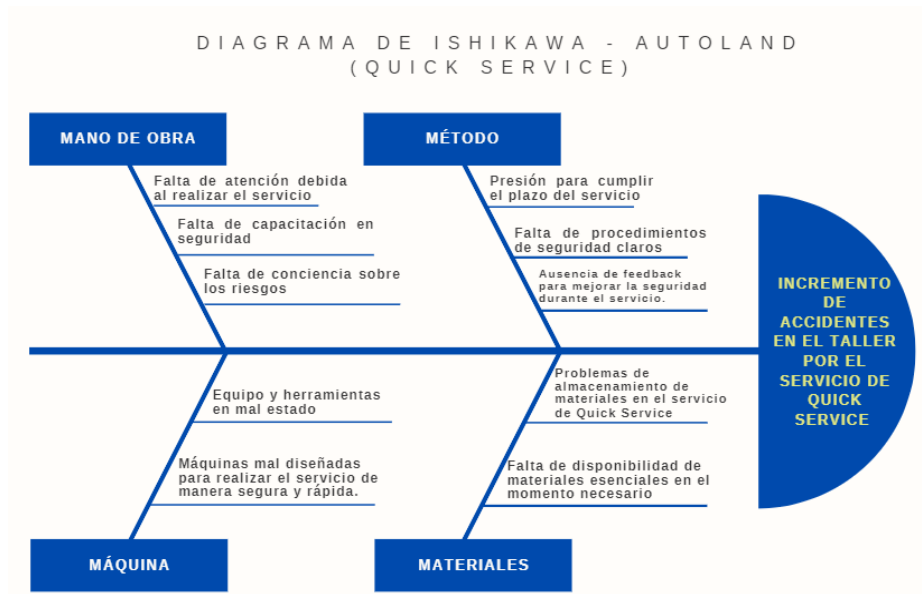 DIAGRAMA DE ISHIKAWA - AUTOLAND
(QUICK SERVICE)
MANO DE OBRA
Falta de atención debida
al realizar el servicio
Falta de capacitación en
seguridad
Falta de conciencia sobre
los riesgos
MÉTODO
Presión para cumplir
el plazo del servicio
Falta de procedimientos
de seguridad claros
Ausencia de feedback
para mejorar la seguridad
durante el servicio.
INCREMENTO
DE
ACCIDENTES
EN EL TALLER
POR EL
SERVICIO DE
QUICK
SERVICE
Equipo y herramientas
en mal estado
Máquinas mal diseñadas
para realizar el servicio de
manera segura y rápida.
MÁQUINA
Problemas de
almacenamiento de
materiales en el servicio
de Quick Service
Falta de disponibilidad de
materiales esenciales en el
momento necesario
MATERIALES